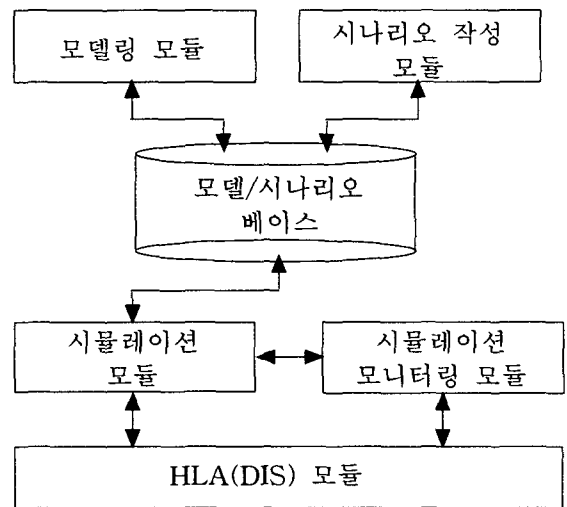 모델링 모듈
시나리오 작성
모듈
모델/시나리오
베이스
시뮬레이션
모듈
시뮬레이션
모니터링 모듈
HLA(DIS) 모듈